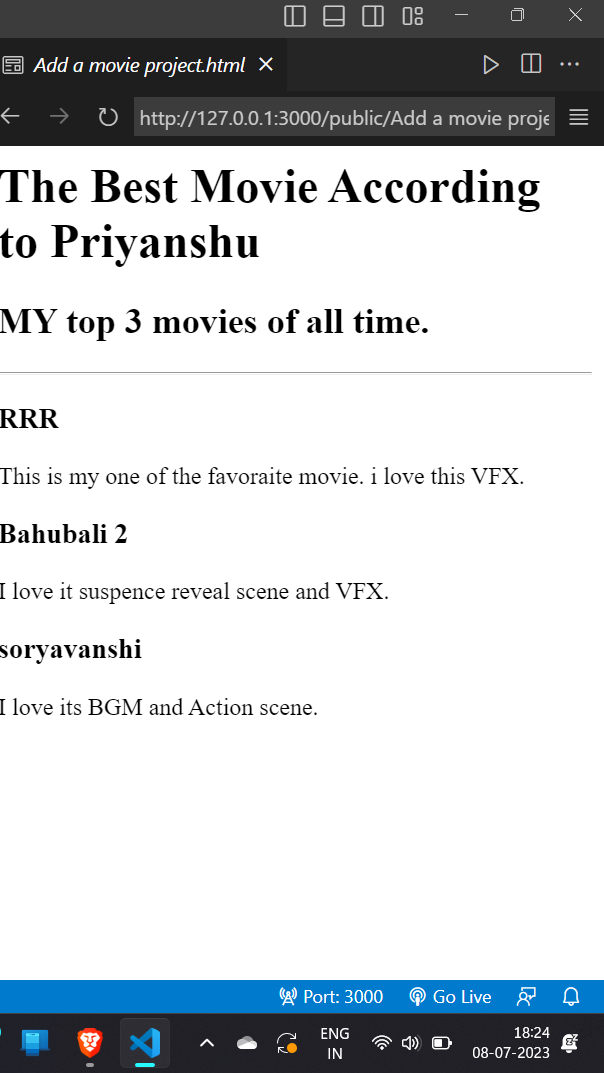 Add a movie project.html
http://127.0.0.1:3000/public/Add a movie proje
The Best Movie According
to Priyanshu
MY top 3 movies of all time.
RRR
This is my one of the favoraite movie. i love this VFX.
Bahubali 2
I love it suspence reveal scene and VFX.
soryavanshi
I love its BGM and Action scene.
Port: 3000 Go Live
ENG
IN
18:24
08-07-2023